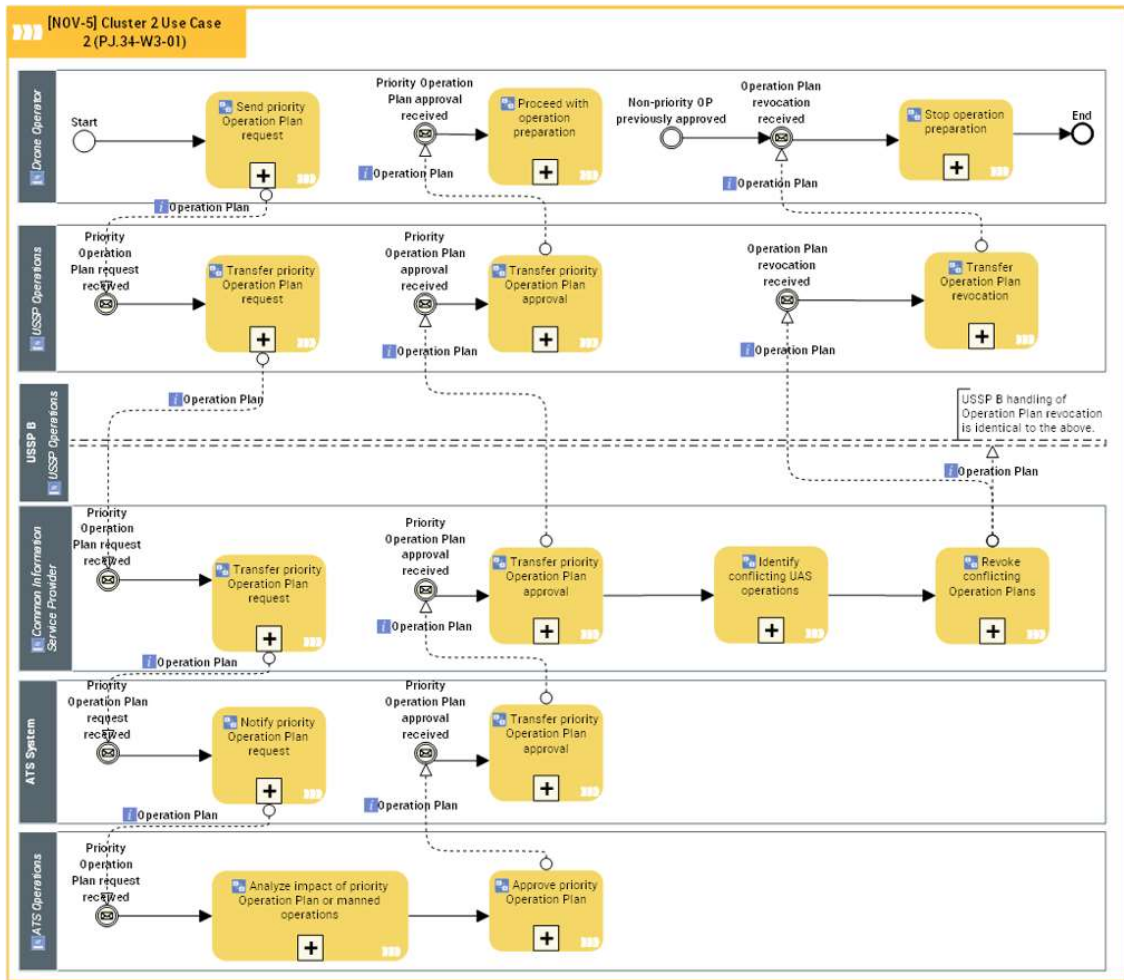 [NOV-5] Cluster 2 Use Case
2 (PJ.34-W3-01)
Drone Operator
Start
Send priority
Operation Plan
request
Priority Operation
Plan approval
received
Proceed with
operation
preparation
Non-priority OP
previously approved
Operation Plan
revocation
received
Stop operation
preparation
End
Operation Plan
Operation Plan
Operation Plan
USSP Operations
Priority
Operation
Plan request
received
Transfer priority
Operation Plan
request
Priority
Operation Plan
approval
received
Transfer priority
Operation Plan
approval
Operation Plan
revocation
received
Transfer
Operation Plan
revocation
Operation Plan
Operation Plan
Operation Plan
USSP B
USSP Operations
USSP B handling of
Operation Plan revocation
is identical to the above.
Operation Plan
Common Information
Service Provider
Priority
Operation
Plan request
received
Transfer priority
Operation Plan
request
Priority
Operation Plan
approval
received
Transfer priority
Operation Plan
approval
Identify
conflicting UAS
operations
Revoke
conflicting
Operation Plans
Operation Plan
Operation Plan
ATS System
Priority
Operation Plan
request
received
Notify priority
Operation Plan
request
Priority
Operation Plan
approval
received
Transfer priority
Operation Plan
approval
Operation Plan
Operation Plan
ATS Operations
Priority
Operation
Plan request
received
Analyze impact of priority
Operation Plan or manned
operations
Approve priority
Operation Plan